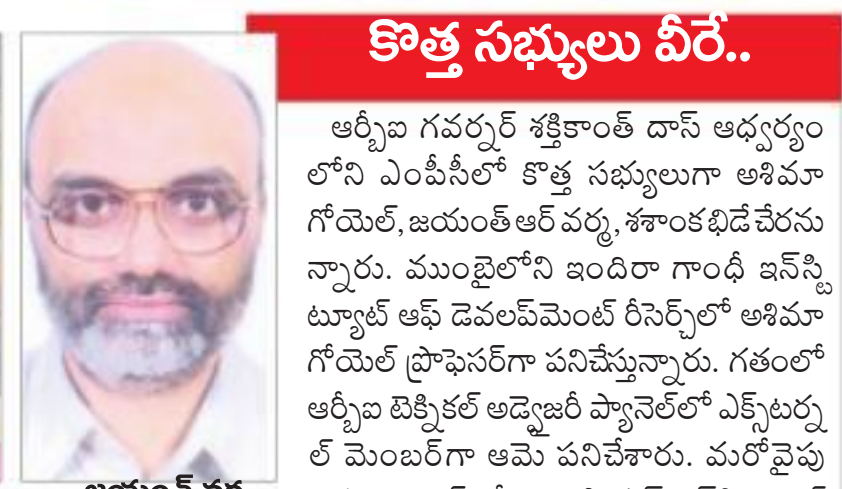 కొత్త సభ్యులు వీరే..
ఆర్బీఐ గవర్నర్ శక్తికాంత్ దాస్ ఆధ్వర్యం
లోని ఎంపీసీలో కొత్త సభ్యులుగా అశిమా
గోయెల్, జయంత్ ఆర్ వర్మ, శశాంక భిడే చేరను
న్నారు. ముంబైలోని ఇందిరా గాంధీ ఇన్‌స్టి
ట్యూట్ ఆఫ్ డెవలప్‌మెంట్ రీసెర్చ్‌లో అశిమా
గోయెల్ ప్రొఫెసర్‌గా పనిచేస్తున్నారు. గతంలో
ఆర్బీఐ టెక్నికల్ అడ్వైజరీ ప్యానెల్‌లో ఎక్స్‌టర్న
ల్ మెంబర్‌గా ఆమె పనిచేశారు. మరోవైపు